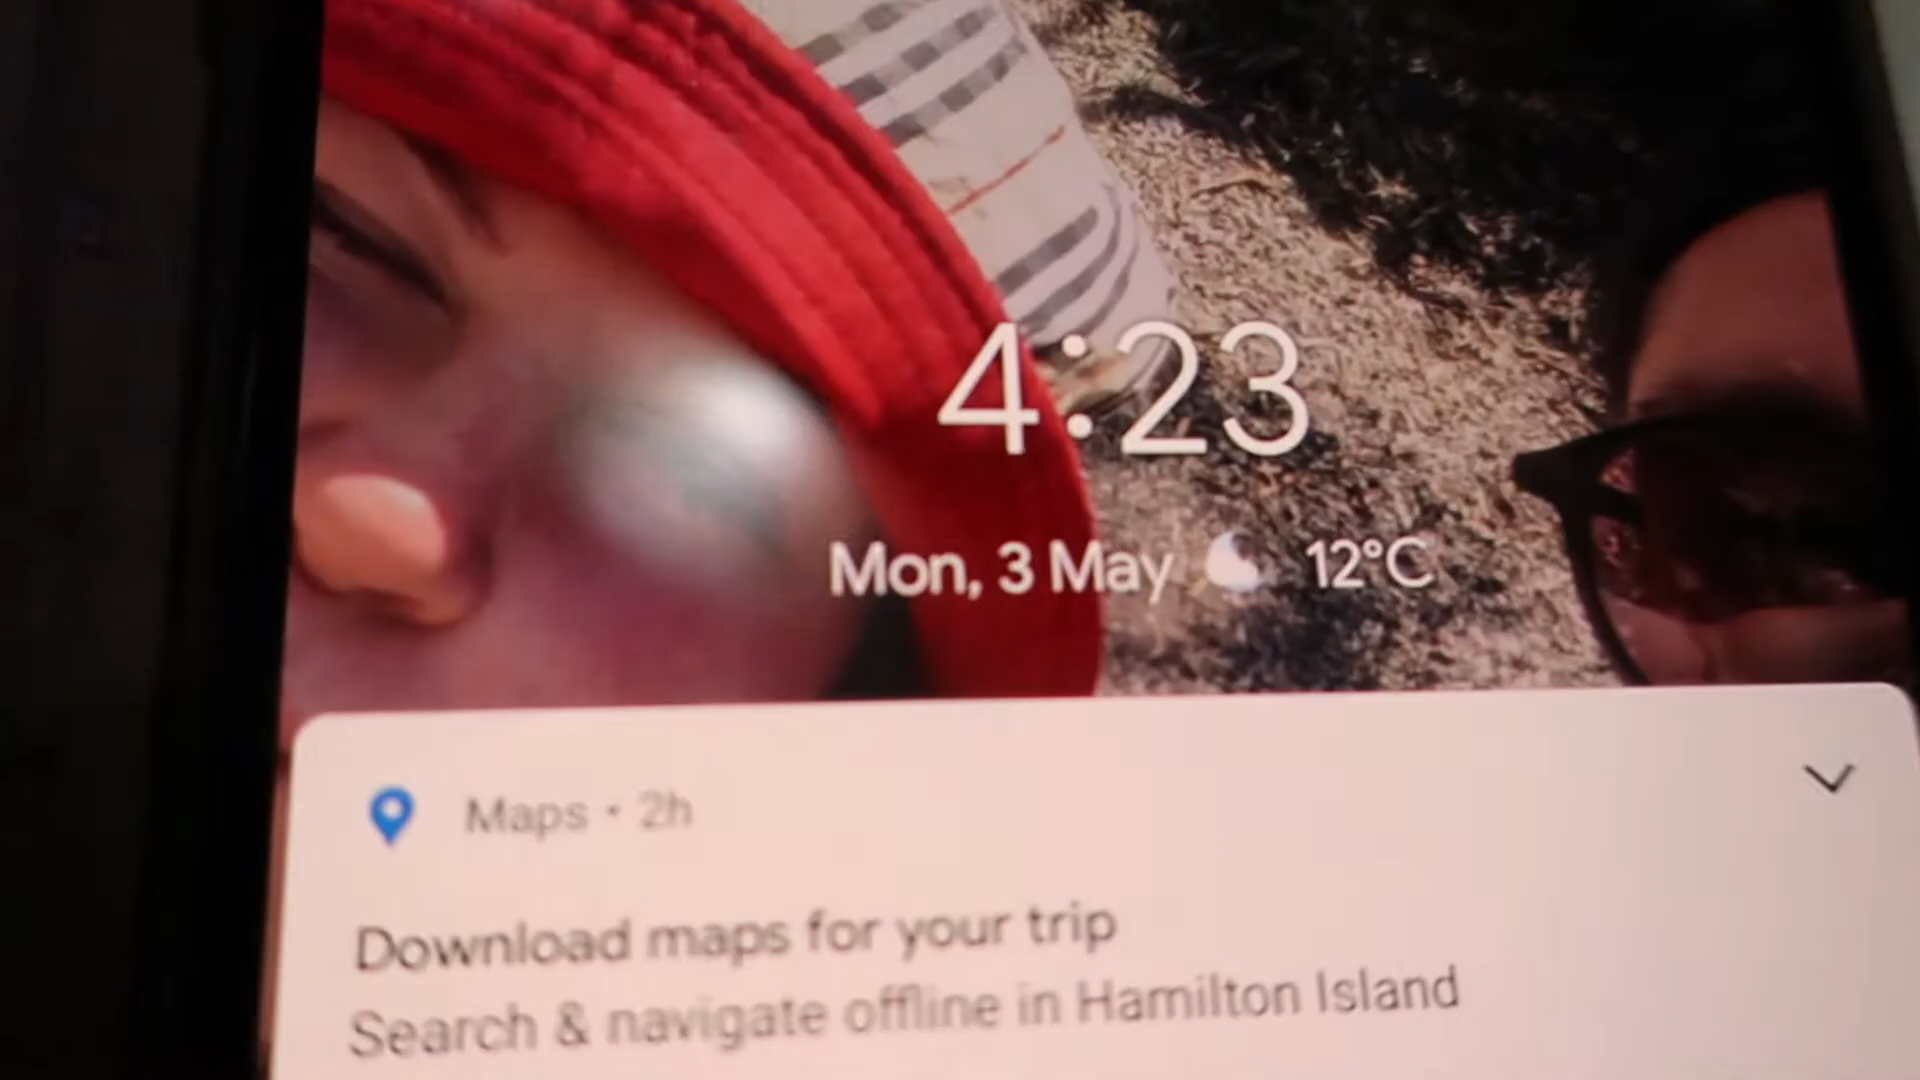 4:23
Mon, 3 May 12°C
Maps • 2h
Download maps for your trip
Search & navigate offline in Hamilton Island